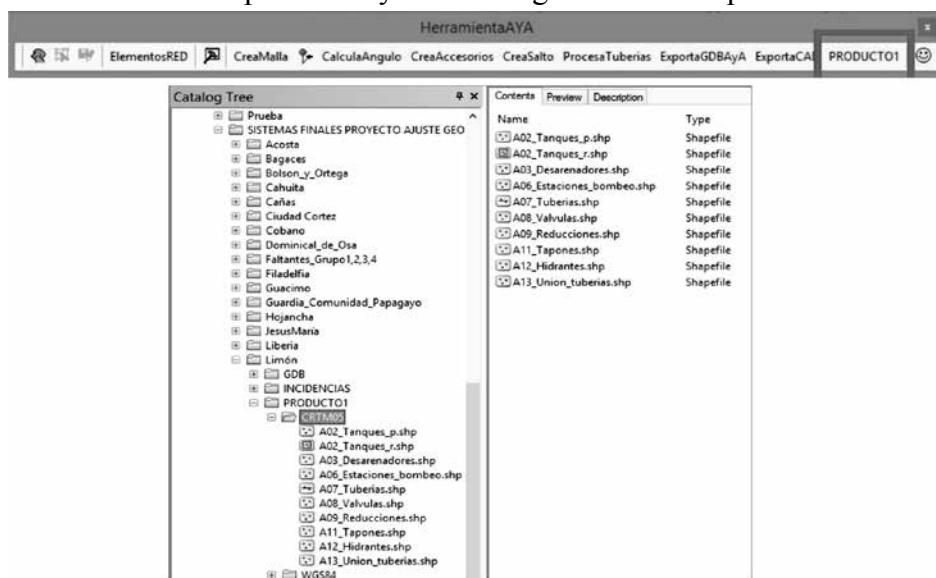 HerramientaAYA
x
ElementosRED CreaMalla CalculaAngulo CreaAccesorios CreaSalto ProcesaTuberias ExportaGDBAyA ExportaCAI PRODUCTO1
Catalog Tree
Prueba
SISTEMAS FINALES PROYECTO AJUSTE GEO
Acosta
Bagaces
Bolson_y_Ortega
Cahuita
Cañas
Ciudad Cortez
Cobano
Dominical_de_Osa
Faltantes_Grupo1,2,3,4
Filadelfia
Guacimo
Guardia_Comunidad_Papagayo
Hojancha
JesusMaría
Liberia
Limón
GDB
INCIDENCIAS
PRODUCTO1
CRTM05
A02_Tanques_p.shp
A02_Tanques_r.shp
A03_Desarenadores.shp
A06_Estaciones_bombeo.shp
A07_Tuberias.shp
A08_Valvulas.shp
A09_Reducciones.shp
A11_Tapones.shp
A12_Hidrantes.shp
A13_Union_tuberias.shp
WGS84
Contents Preview Description
Name Type
A02_Tanques_p.shp Shapefile
A02_Tanques_r.shp Shapefile
A03_Desarenadores.shp Shapefile
A06_Estaciones_bombeo.shp Shapefile
A07_Tuberias.shp Shapefile
A08_Valvulas.shp Shapefile
A09_Reducciones.shp Shapefile
A11_Tapones.shp Shapefile
A12_Hidrantes.shp Shapefile
A13_Union_tuberias.shp Shapefile